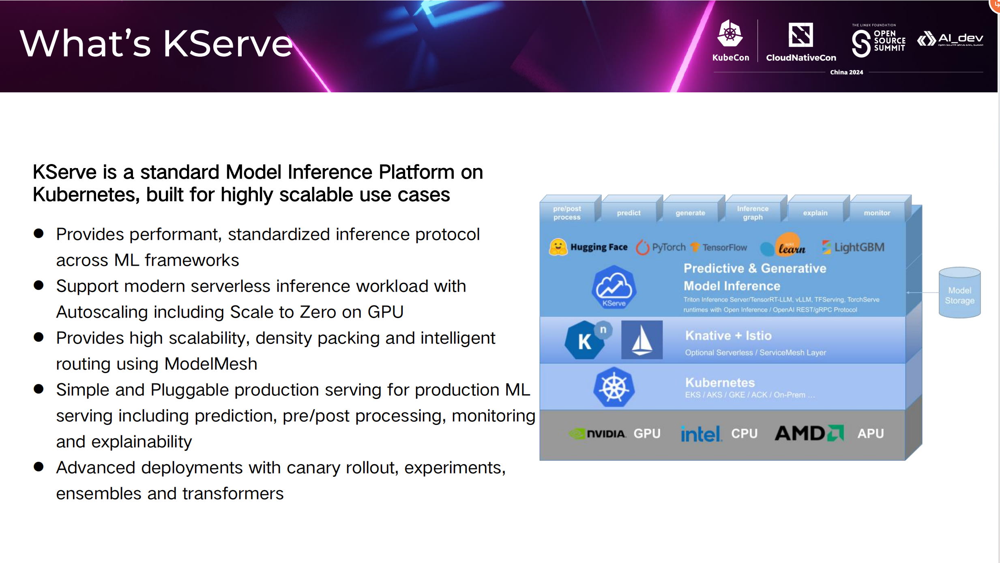 What's KServe
KubeCon
CloudNativeCon
THE LINUX FOUNDATION
OPEN
SOURCE
SUMMIT
AI_dev
Open Source GenAI & ML Summit
China 2024
KServe is a standard Model Inference Platform on
Kubernetes, built for highly scalable use cases
● Provides performant, standardized inference protocol
across ML frameworks
● Support modern serverless inference workload with
Autoscaling including Scale to Zero on GPU
● Provides high scalability, density packing and intelligent
routing using ModelMesh
● Simple and Pluggable production serving for production ML
serving including prediction, pre/post processing, monitoring
and explainability
● Advanced deployments with canary rollout, experiments,
ensembles and transformers
pre/post
process
predict
generate
Inference
graph
explain
monitor
Hugging Face
PyTorch
TensorFlow
scikit
learn
LightGBM
KServe
Predictive & Generative
Model Inference
Triton Inference Server/TensorRT-LLM, vLLM, TFServing, TorchServe
runtimes with Open Inference / OpenAI REST/gRPC Protocol
Model
Storage
K
n
Knative + Istio
Optional Serverless / ServiceMesh Layer
Kubernetes
EKS / AKS / GKE / ACK / On-Prem ...
NVIDIA. GPU
intel. CPU
AMD APU